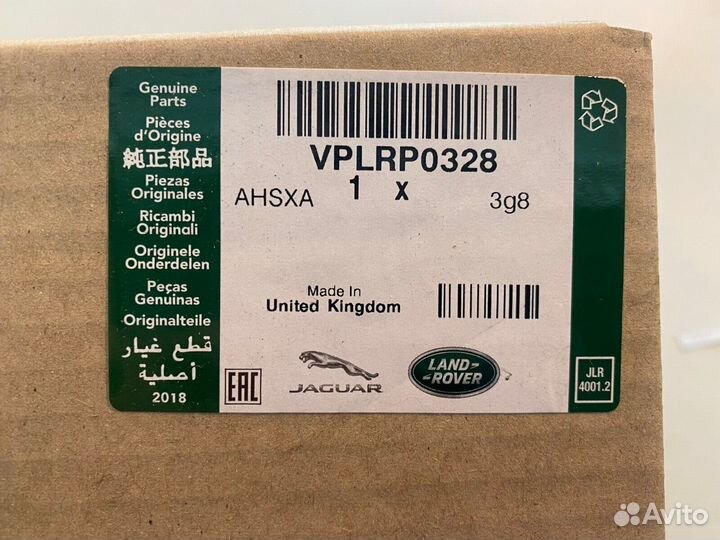 Genuine
Parts
Pièces
d'Origine
純正部品
Piezas
Originales
Ricambi
Originali
Originele
Onderdelen
Peças
Genuinas
Originalteile
قطع غيار
أصلية
2018
VPLRP0328
1 x
AHSXA
3g8
Made In
United Kingdom
EAC
JAGUAR
LAND-
-ROVER
JLR
4001.2
Avito